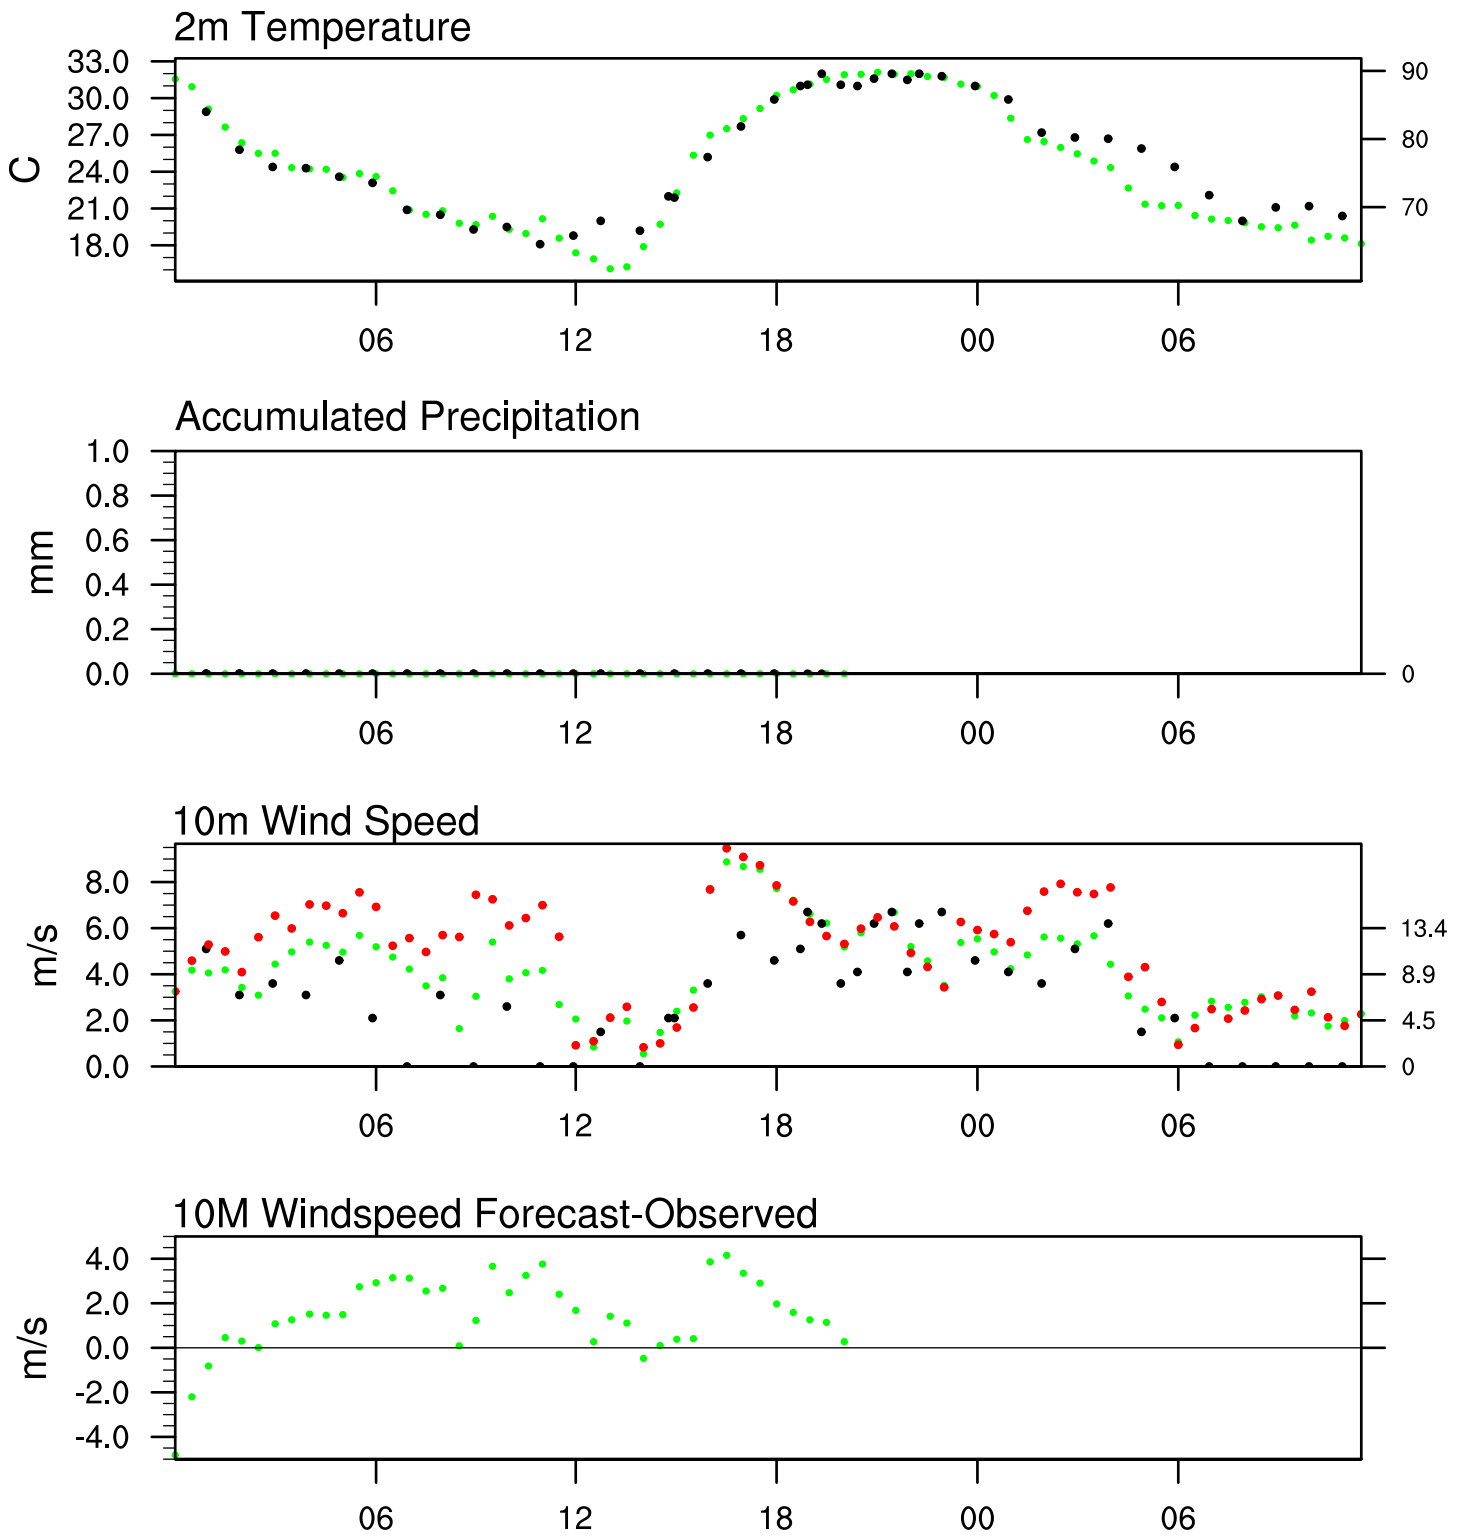 2m Temperature
33.0
30.0
27.0
24.0
21.0
18.0
C
90
80
70
06 12 18 00 06
Accumulated Precipitation
1.0
0.8
0.6
0.4
0.2
0.0
mm
0
06 12 18 00 06
10m Wind Speed
8.0
6.0
4.0
2.0
0.0
m/s
13.4
8.9
4.5
0
06 12 18 00 06
10M Windspeed Forecast-Observed
4.0
2.0
0.0
-2.0
-4.0
m/s
06 12 18 00 06